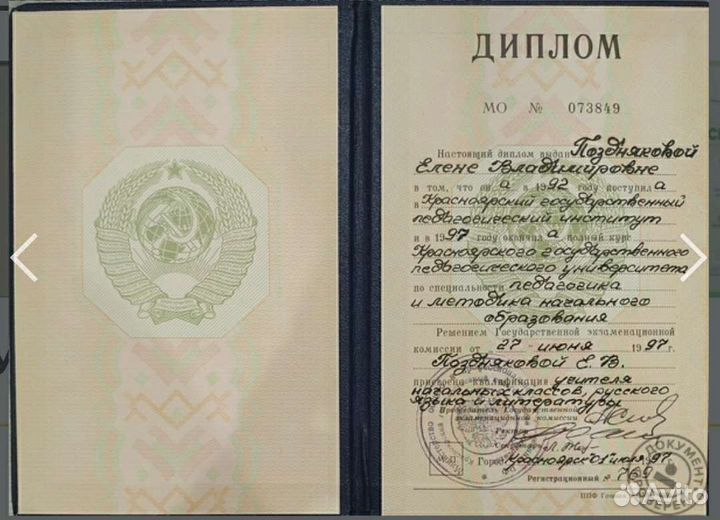 ДИПЛОМ
МО № 073849
Настоящий диплом выдан Поздняковой
Елене Владимировне
в том, что он а в 1992 году поступил а
в Красноярский государственный
педагогический институт
и в 1997 году окончил а полный курс
Красноярского государственного
педагогического университета
по специальности педагогика
и методика начального
образования
Решением Государственной экзаменационной
комиссии от 27 июня 1997 г.
Поздняковой Е. В.
присвоена квалификация учителя
начальных классов, русского
языка и литературы
Председатель Государственной
экзаменационной комиссии
Ректор
Секретарь
Город Красноярск 01 июля 97
Регистрационный № 769
ДОКУМЕНТ
Avito